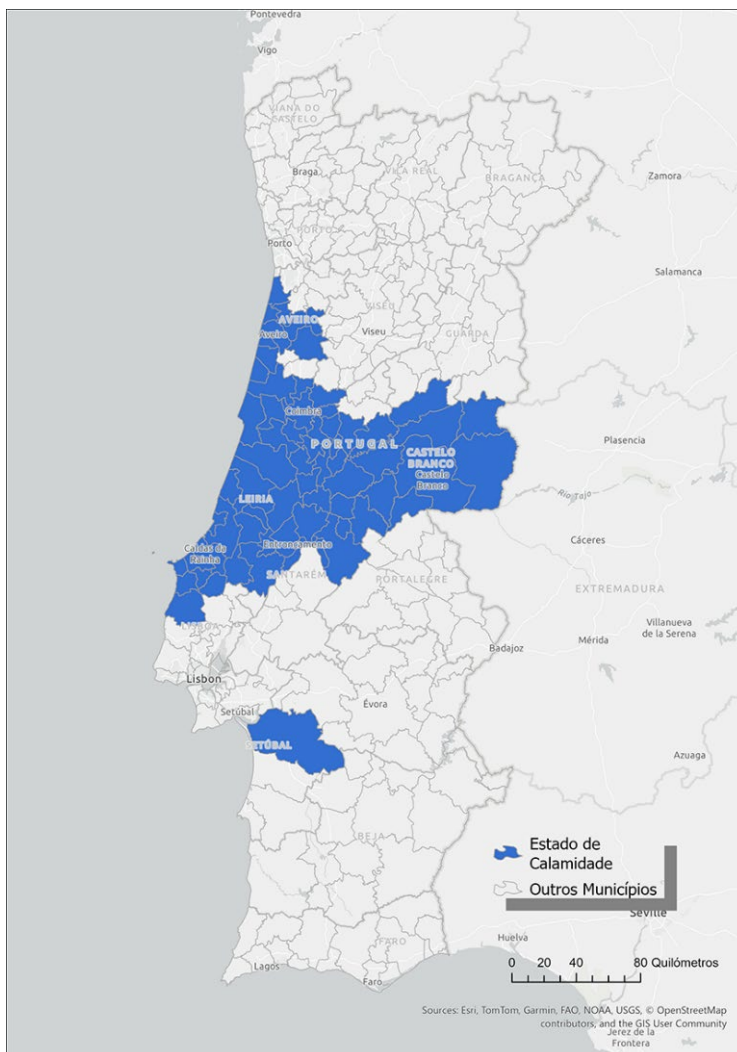 Pontevedra
Vigo
VIANA DO
CASTELO
Braga
VILA REAL
BRAGANÇA
Zamora
PORTO
Porto
Salamanca
AVEIRO
Aveiro
VISEU
Viseu
GUARDA
Coimbra
PORTUGAL
Plasencia
CASTELO
BRANCO
Castelo
Branco
LEIRIA
Rio Tajo
Cáceres
Caldas da
Rainha
Entroncamento
SANTARÉM
PORTALEGRE
EXTREMADURA
LISBOA
Villanueva
de la Serena
Mérida
Badajoz
Lisbon
Setúbal
Évora
SETÚBAL
Azuaga
BEJA
Estado de
Calamidade
Outros Municípios
Seville
FARO
Huelva
Lagos
Faro
0 20 40 80 Quilómetros
Sources: Esri, TomTom, Garmin, FAO, NOAA, USGS, © OpenStreetMap
contributors, and the GIS User Community
Jerez de la
Frontera